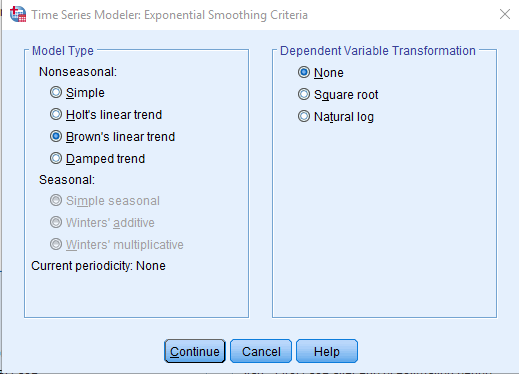 Time Series Modeler: Exponential Smoothing Criteria
Model Type
Nonseasonal:
Simple
Holt's linear trend
Brown's linear trend
Damped trend
Seasonal:
Simple seasonal
Winters' additive
Winters' multiplicative
Current periodicity: None
Dependent Variable Transformation
None
Square root
Natural log
Continue
Cancel
Help